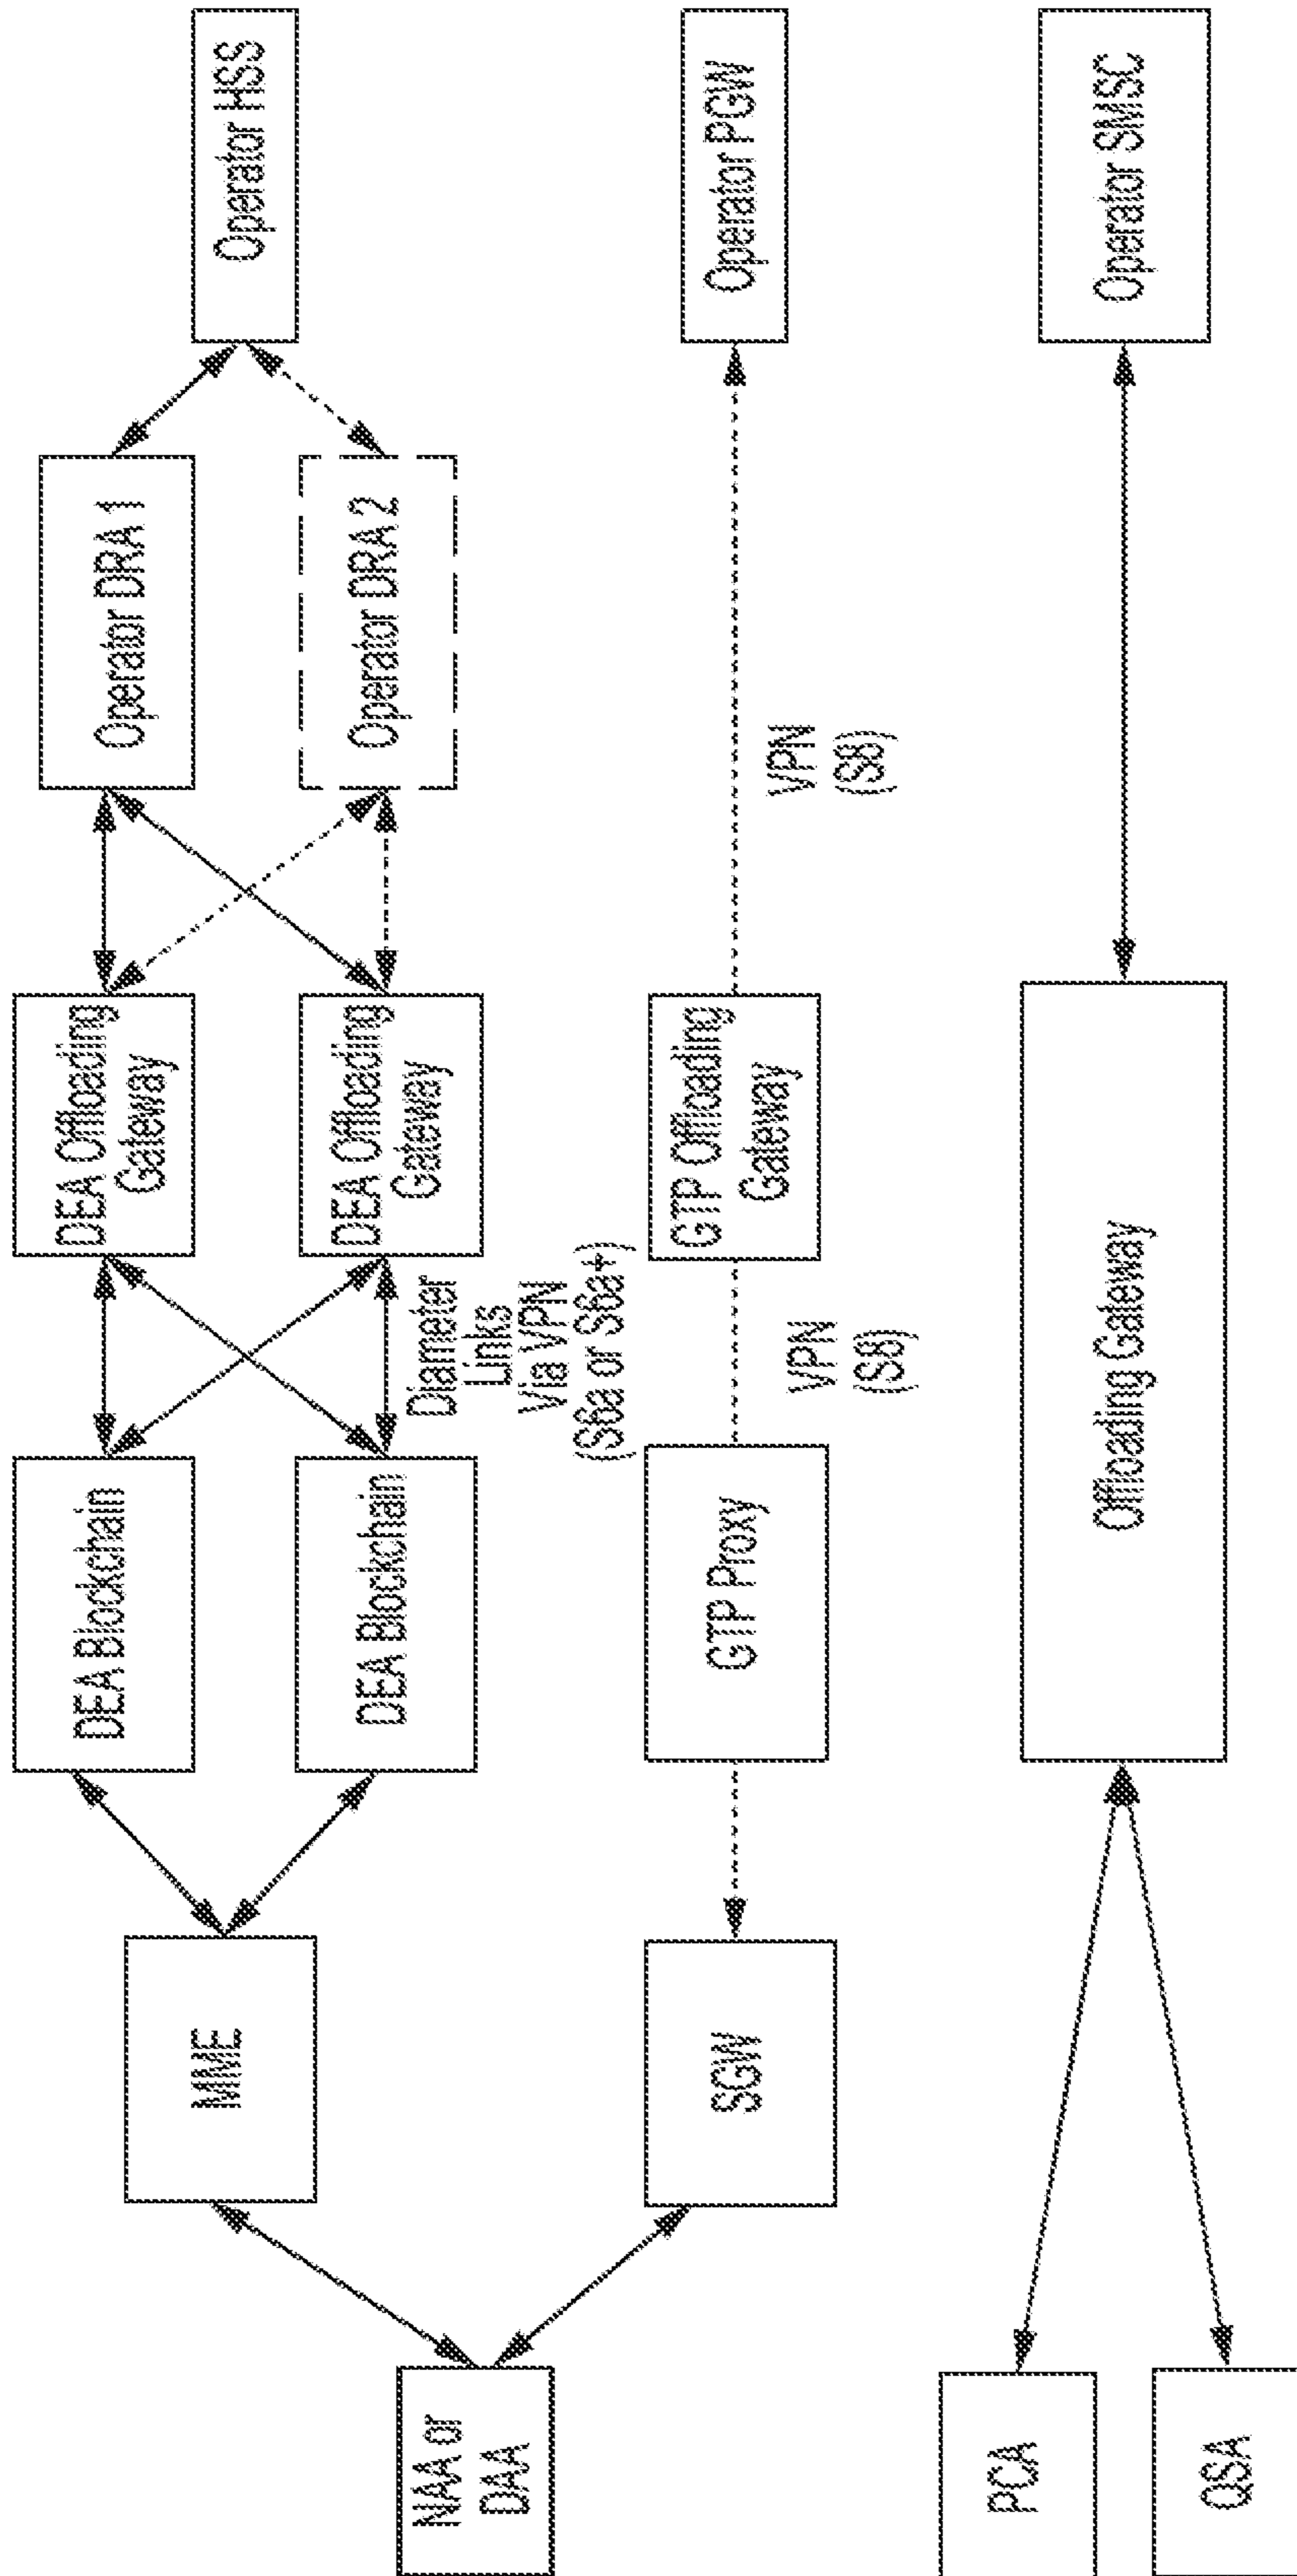 NAA or
DAA
MME
SGW
DEA Blockchain
DEA Blockchain
Diameter
Links
Via VPN
(S6a or S6a+)
DEA Offloading
Gateway
DEA Offloading
Gateway
Operator DRA 1
Operator DRA 2
Operator HSS
GTP Proxy
VPN
(S8)
GTP Offloading
Gateway
VPN
(S8)
Operator PGW
PCA
QSA
Offloading Gateway
Operator SMSC